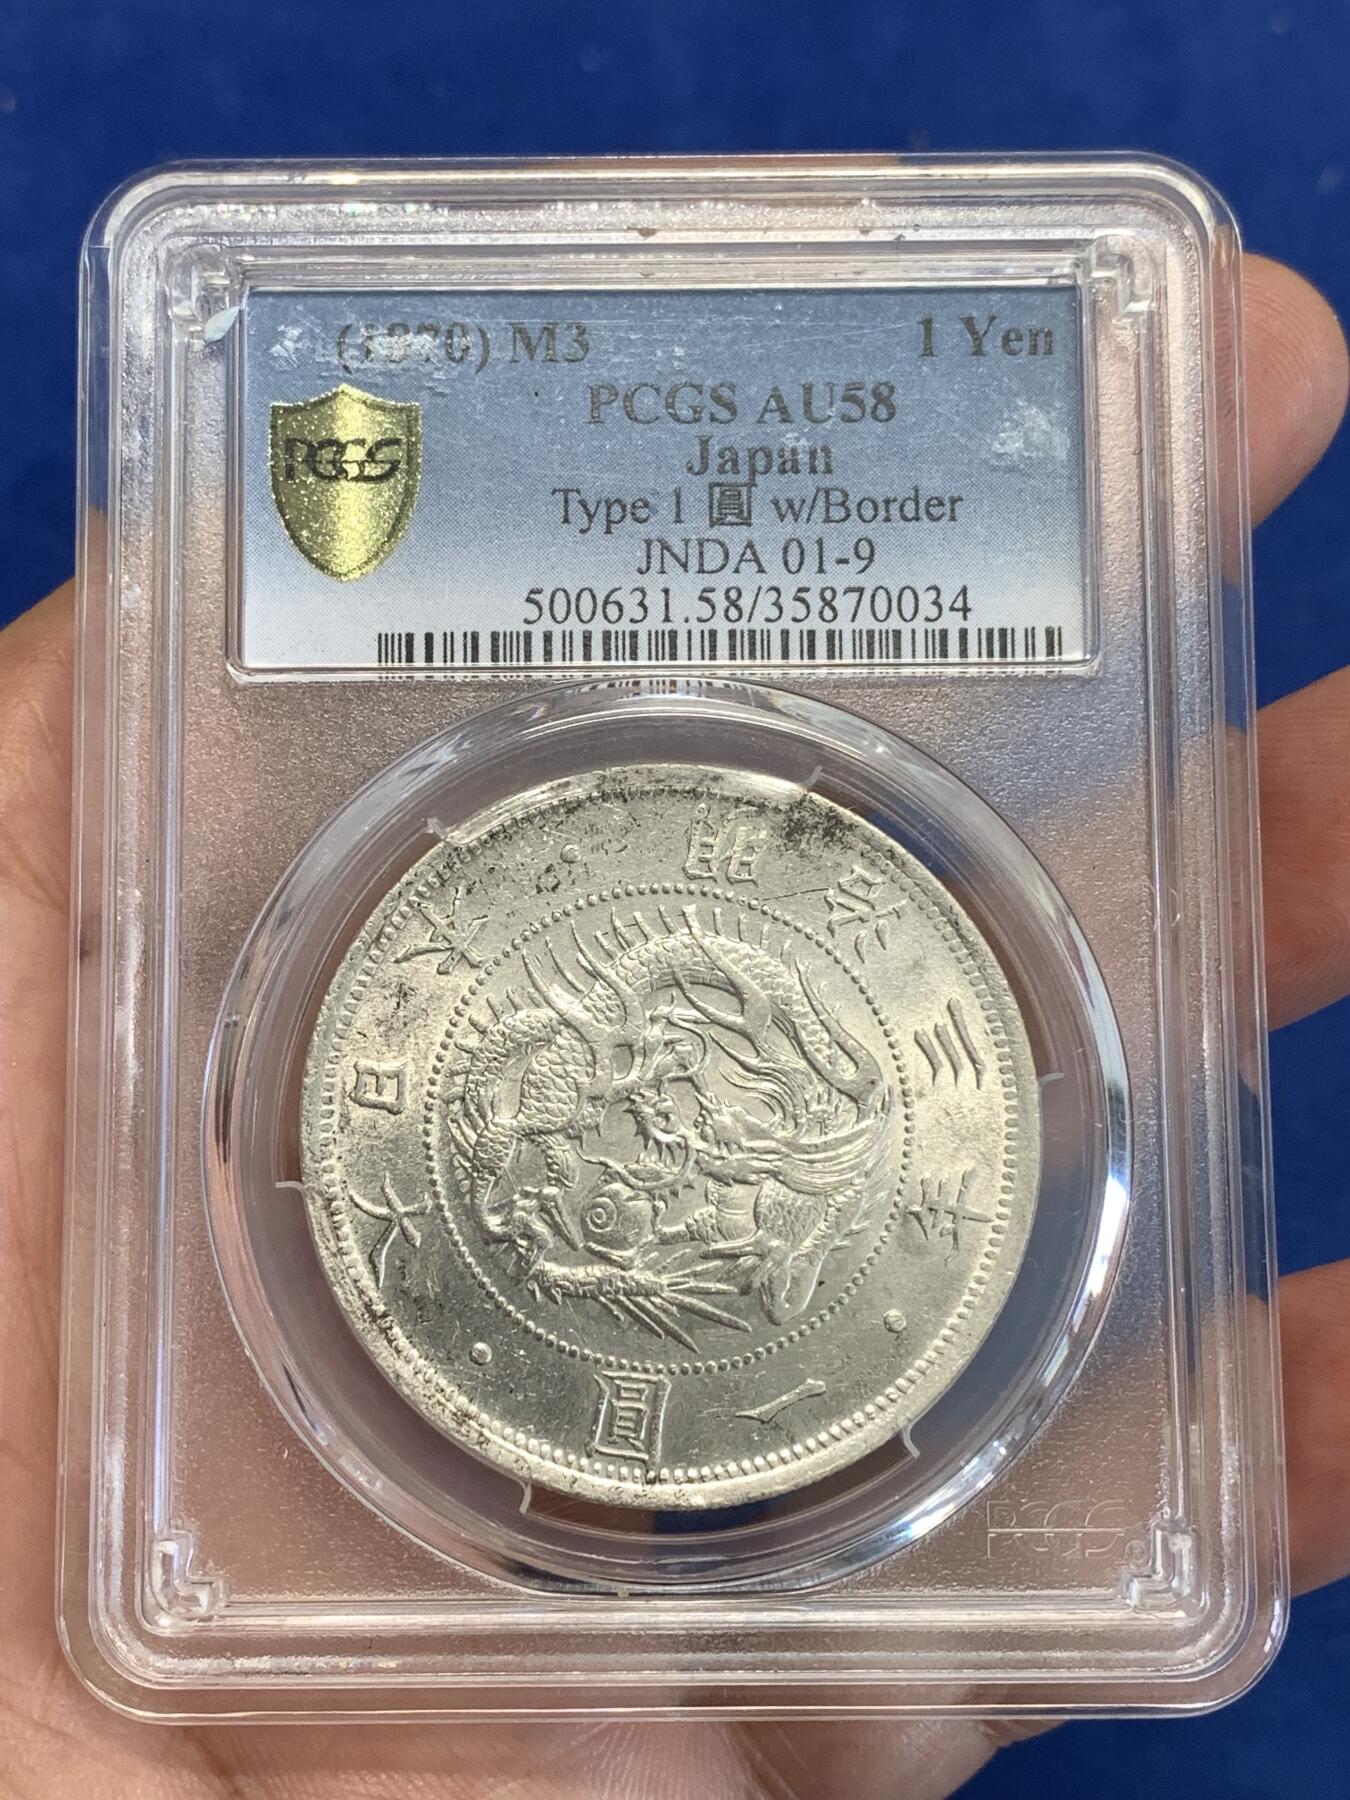 (1870) M3 1 Yen
PCGS AU58
Japan
PCGS
Type 1 圓 w/Border
JNDA 01-9
500631.58/35870034
大日本・明治三年・一圓・
PCGS